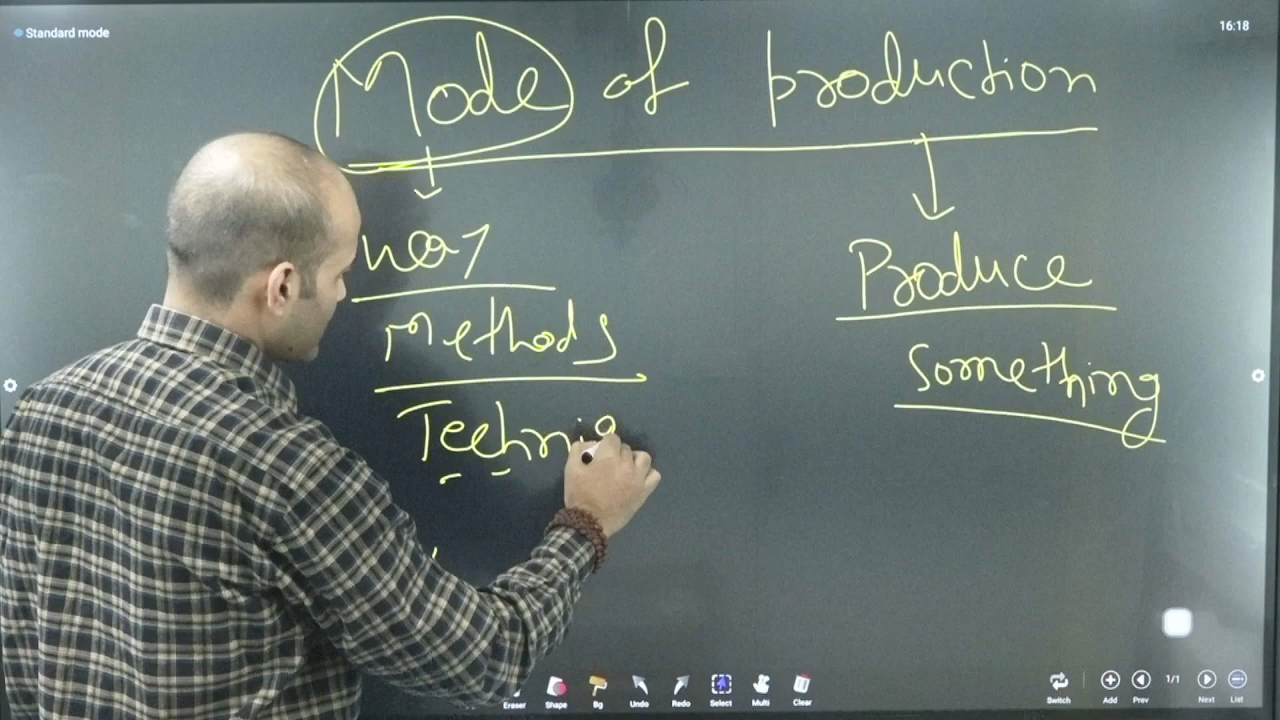 Standard mode
16:18
Mode of production
way
Methods
Techniq
Produce
Something
Eraser Shape Bg Undo Redo Select Multi Clear
Switch Add Prev 1/1 Next List